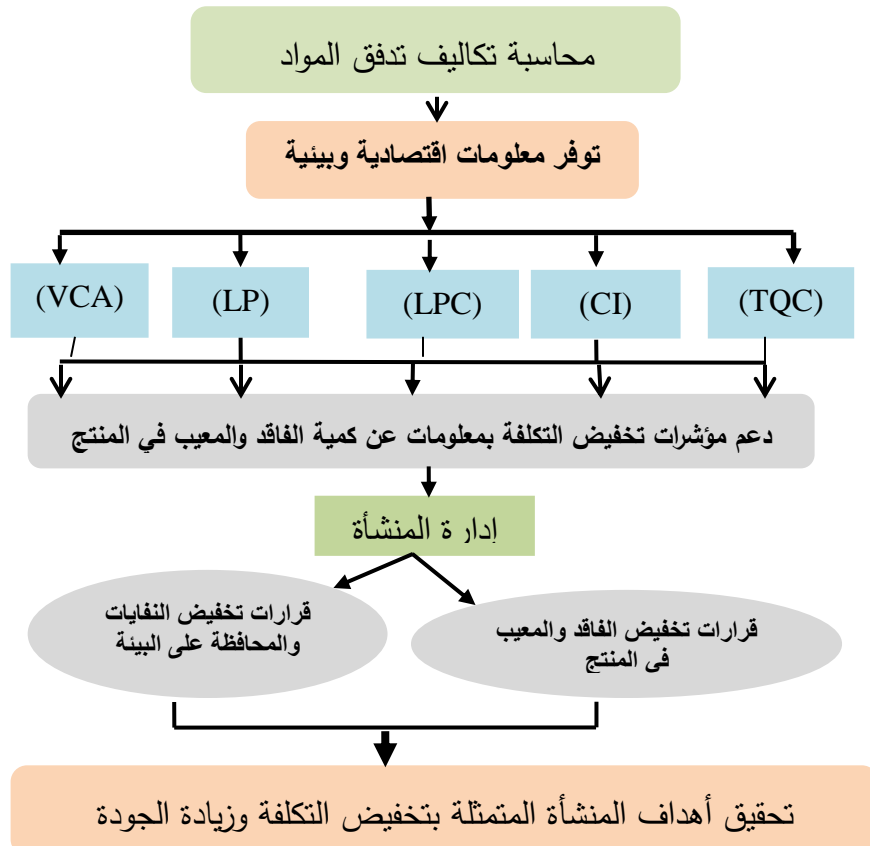 محاسبة تكاليف تدفق المواد
توفر معلومات اقتصادية وبيئية
(VCA)
(LP)
(LPC)
(CI)
(TQC)
دعم مؤشرات تخفيض التكلفة بمعلومات عن كمية الفاقد والمعيب في المنتج
إدارة المنشأة
قرارات تخفيض الفاقد والمعيب
في المنتج
قرارات تخفيض النفايات
والمحافظة على البيئة
تحقيق أهداف المنشأة المتمثلة بتخفيض التكلفة وزيادة الجودة